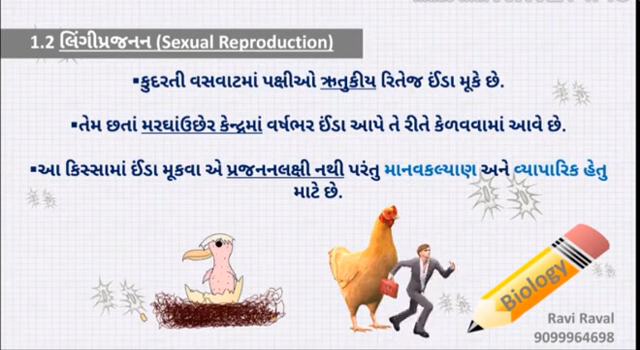 1.2 લિંગીપ્રજનન (Sexual Reproduction)
▪કુદરતી વસવાટમાં પક્ષીઓ ઋતુકીય રિતેજ ઈંડા મૂકે છે.
▪તેમ છતાં મરઘાંઉછેર કેન્દ્રમાં વર્ષભર ઈંડા આપે તે રીતે કેળવવામાં આવે છે.
▪આ કિસ્સામાં ઈંડા મૂકવા એ પ્રજનનલક્ષી નથી પરંતુ માનવકલ્યાણ અને વ્યાપારિક હેતુ
માટે છે.
Biology
Ravi Raval
9099964698